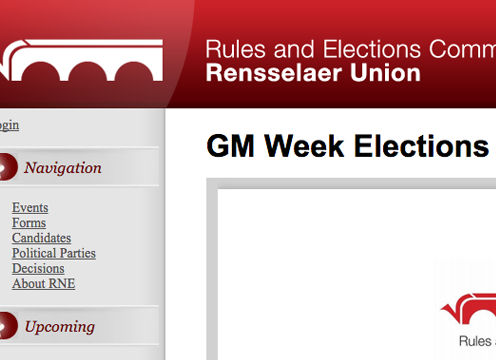 Rules and Elections Comm
Rensselaer Union
ogin
Navigation
Events
Forms
Candidates
Political Parties
Decisions
About RNE
Upcoming
GM Week Elections
Rules a